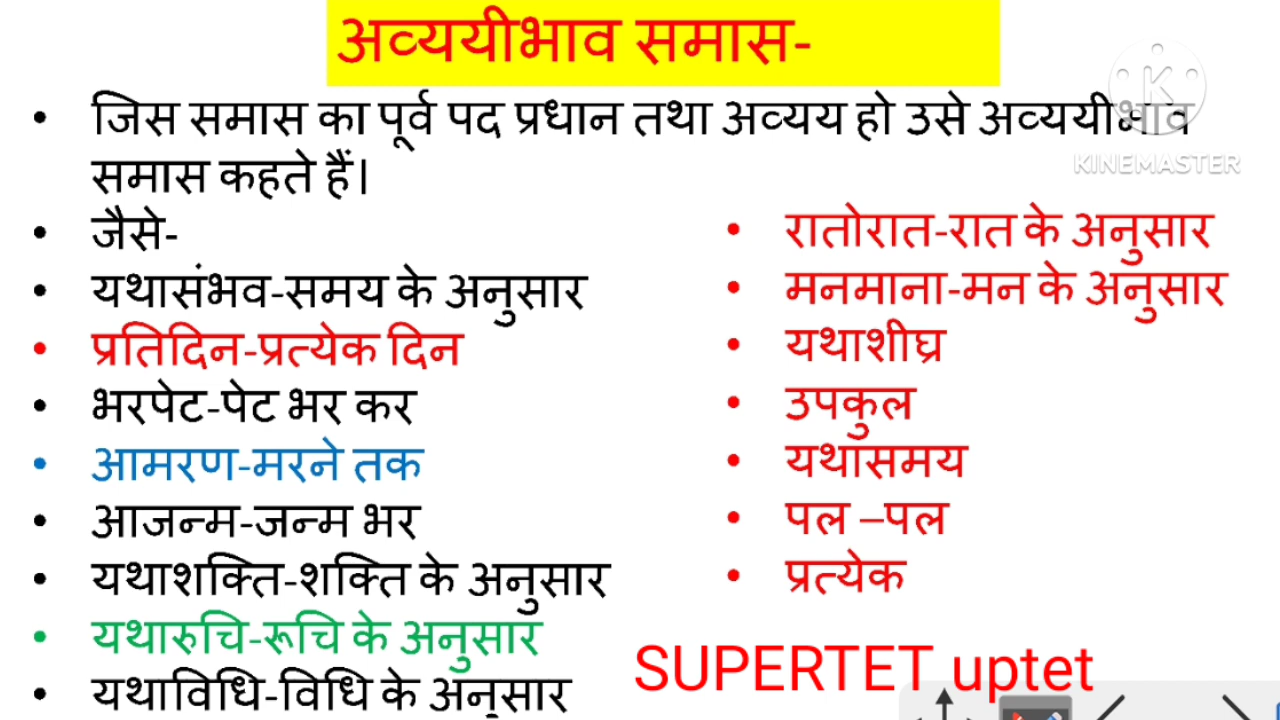 अव्ययीभाव समास-
जिस समास का पूर्व पद प्रधान तथा अव्यय हो उसे अव्ययीभाव
समास कहते हैं।
जैसे-
यथासंभव-समय के अनुसार
प्रतिदिन-प्रत्येक दिन
भरपेट-पेट भर कर
आमरण-मरने तक
आजन्म-जन्म भर
यथाशक्ति-शक्ति के अनुसार
यथारुचि-रूचि के अनुसार
यथाविधि-विधि के अनुसार
रातोरात-रात के अनुसार
मनमाना-मन के अनुसार
यथाशीघ्र
उपकुल
यथासमय
पल –पल
प्रत्येक
SUPERTET uptet
K
KINEMASTER